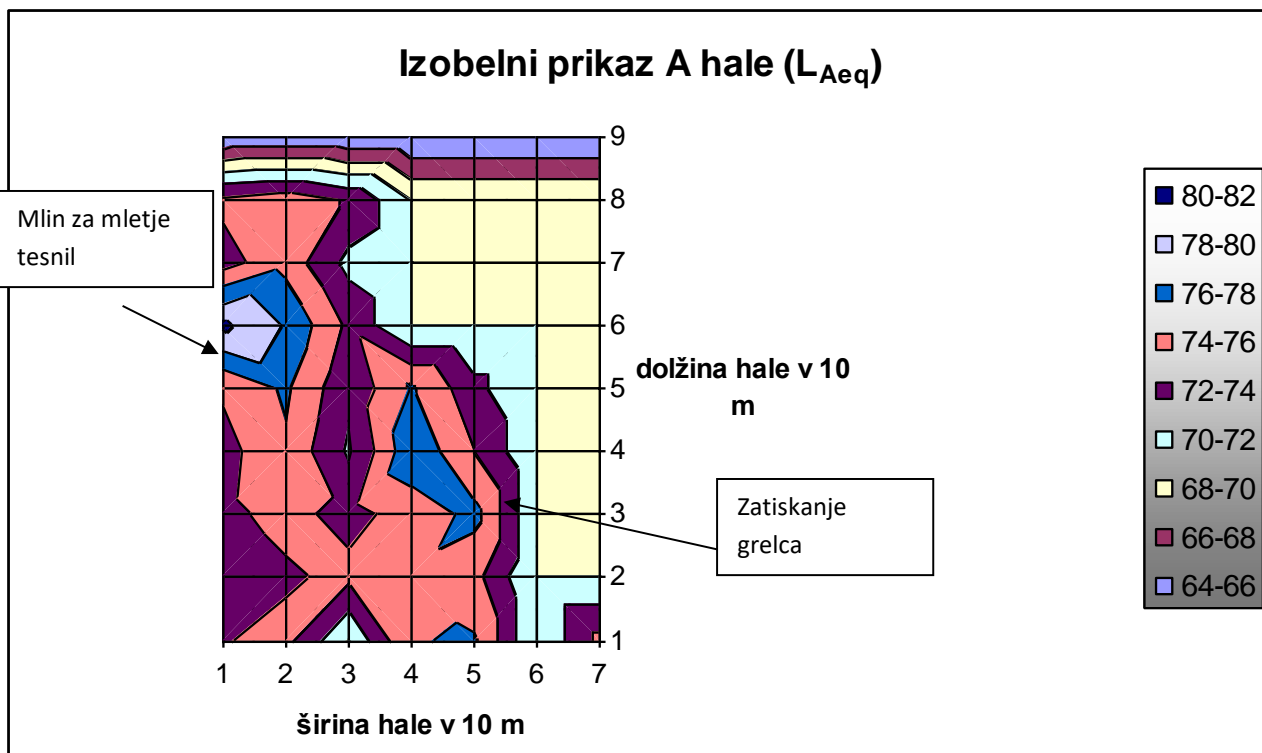 Izobelni prikaz A hale (LAeq)
Mlin za mletje
tesnil
9
8
7
6
5
4
3
2
1
dolžina hale v 10
m
Zatiskanje
grelca
1 2 3 4 5 6 7
širina hale v 10 m
80-82
78-80
76-78
74-76
72-74
70-72
68-70
66-68
64-66